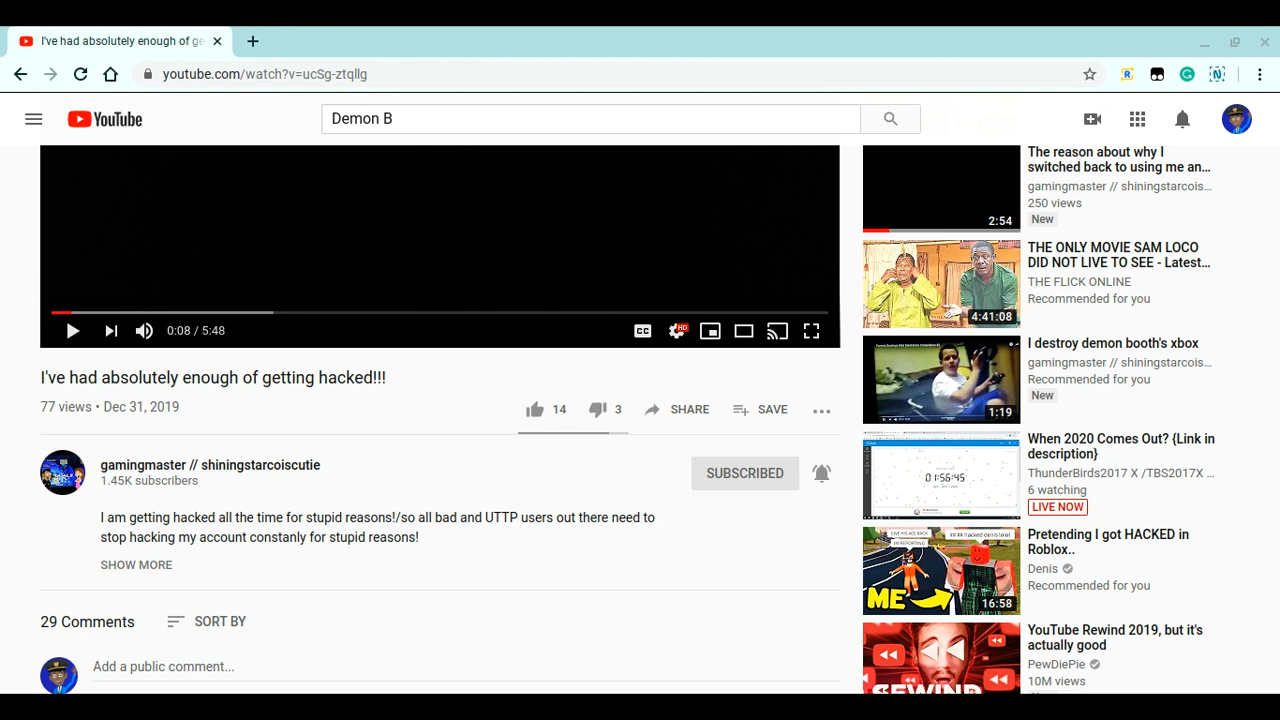 I've had absolutely enough of ge
youtube.com/watch?v=ucSg-ztqllg
YouTube
Demon B
0:08 / 5:48
CC
HD
I've had absolutely enough of getting hacked!!!
77 views • Dec 31, 2019
14
3
SHARE
SAVE
gamingmaster // shiningstarcoiscutie
1.45K subscribers
SUBSCRIBED
I am getting hacked all the time for stupid reasons!/so all bad and UTTP users out there need to
stop hacking my account constanly for stupid reasons!
SHOW MORE
29 Comments
SORT BY
Add a public comment...
The reason about why I
switched back to using me an...
gamingmaster // shiningstarcois...
250 views
New
2:54
THE ONLY MOVIE SAM LOCO
DID NOT LIVE TO SEE - Latest...
THE FLICK ONLINE
Recommended for you
4:41:08
I destroy demon booth's xbox
gamingmaster // shiningstarcois...
Recommended for you
New
1:19
When 2020 Comes Out? {Link in
description}
ThunderBirds2017 X /TBS2017X ...
6 watching
LIVE NOW
01:56:45
Pretending I got HACKED in
Roblox..
Denis
Recommended for you
ME
16:58
YouTube Rewind 2019, but it's
actually good
PewDiePie
10M views
REWIND